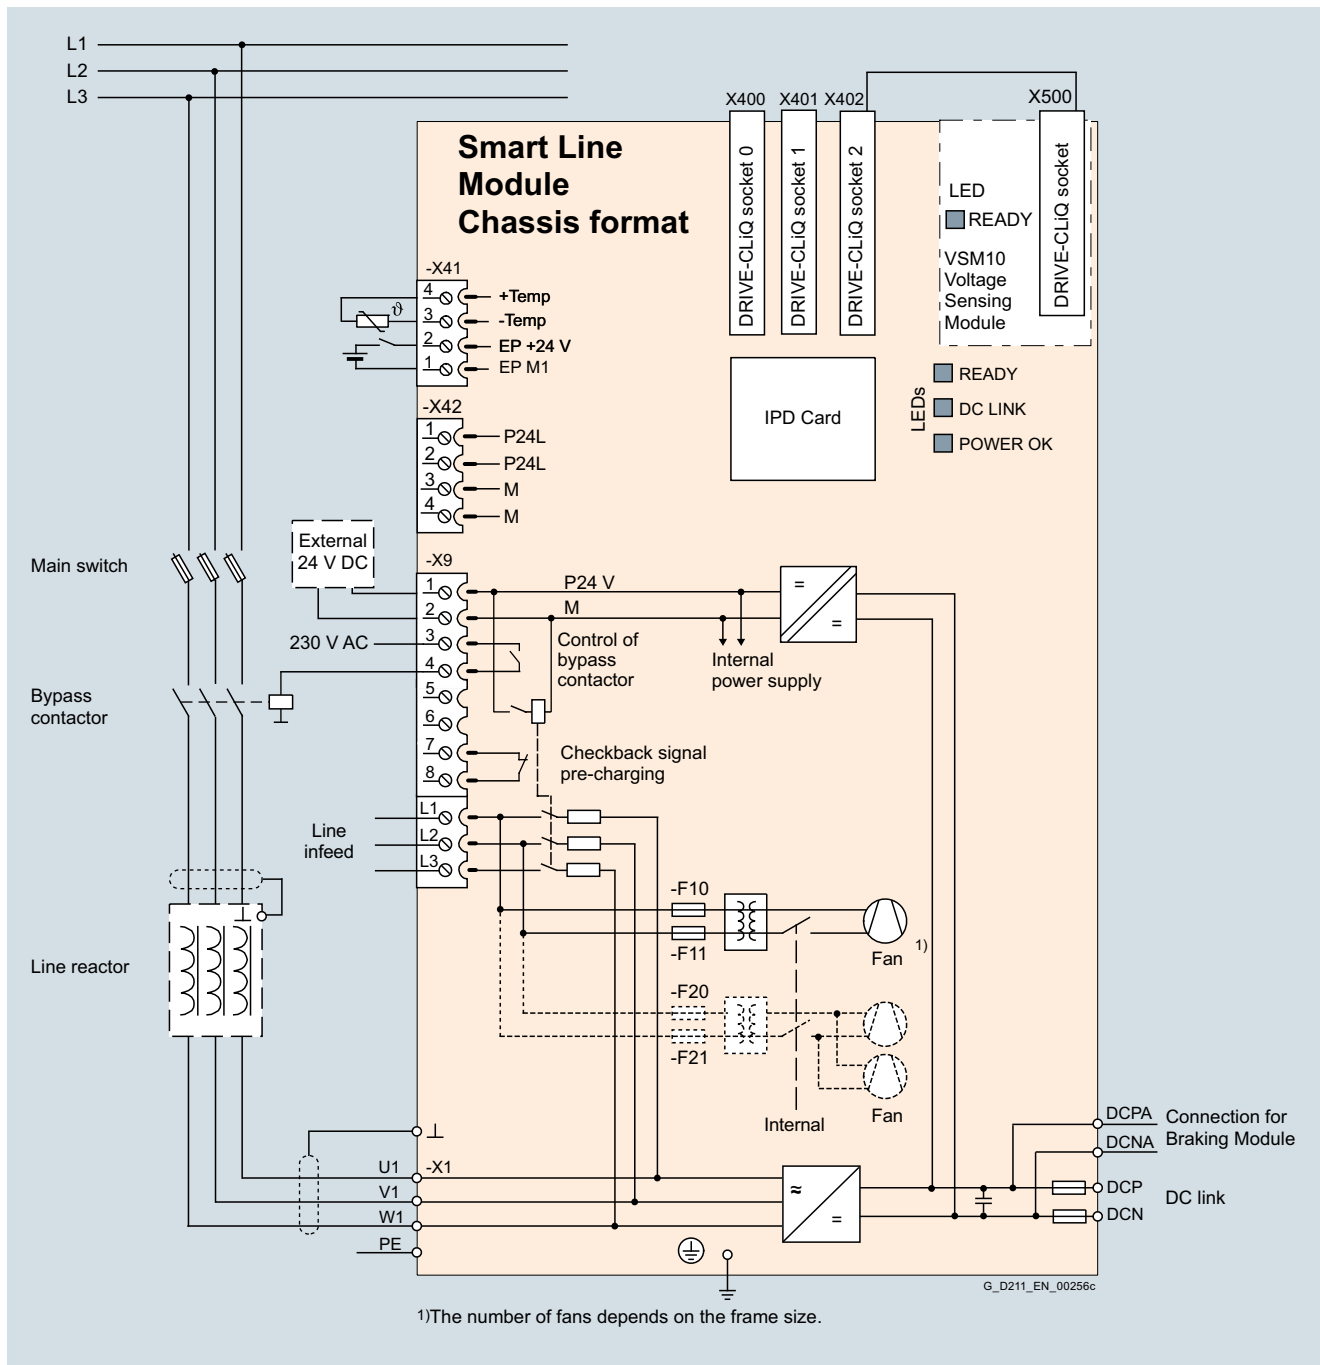 L1
L2
L3
X400 X401 X402 X500
Smart Line
Module
Chassis format
DRIVE-CLiQ socket 0
DRIVE-CLiQ socket 1
DRIVE-CLiQ socket 2
DRIVE-CLiQ socket
LED
READY
VSM10
Voltage
Sensing
Module
-X41
4 +Temp
ϑ
3 -Temp
2 EP +24 V
1 EP M1
LEDs
READY
DC LINK
POWER OK
IPD Card
-X42
1 P24L
2 P24L
3 M
4 M
Main switch
External
24 V DC
-X9
1 P24 V
2 M
230 V AC 3
4
5
6
7
8
= =
Control of
bypass
contactor
Internal
power supply
Bypass
contactor
Checkback signal
pre-charging
Line
infeed
L1
L2
L3
-F10
-F11
Fan
1)
Line reactor
-F20
-F21
Fan
Internal
DCPA
DCNA
Connection for
Braking Module
U1 -X1
V1
W1
PE
≈ =
DCP
DCN
DC link
G_D211_EN_00256c
1)The number of fans depends on the frame size.